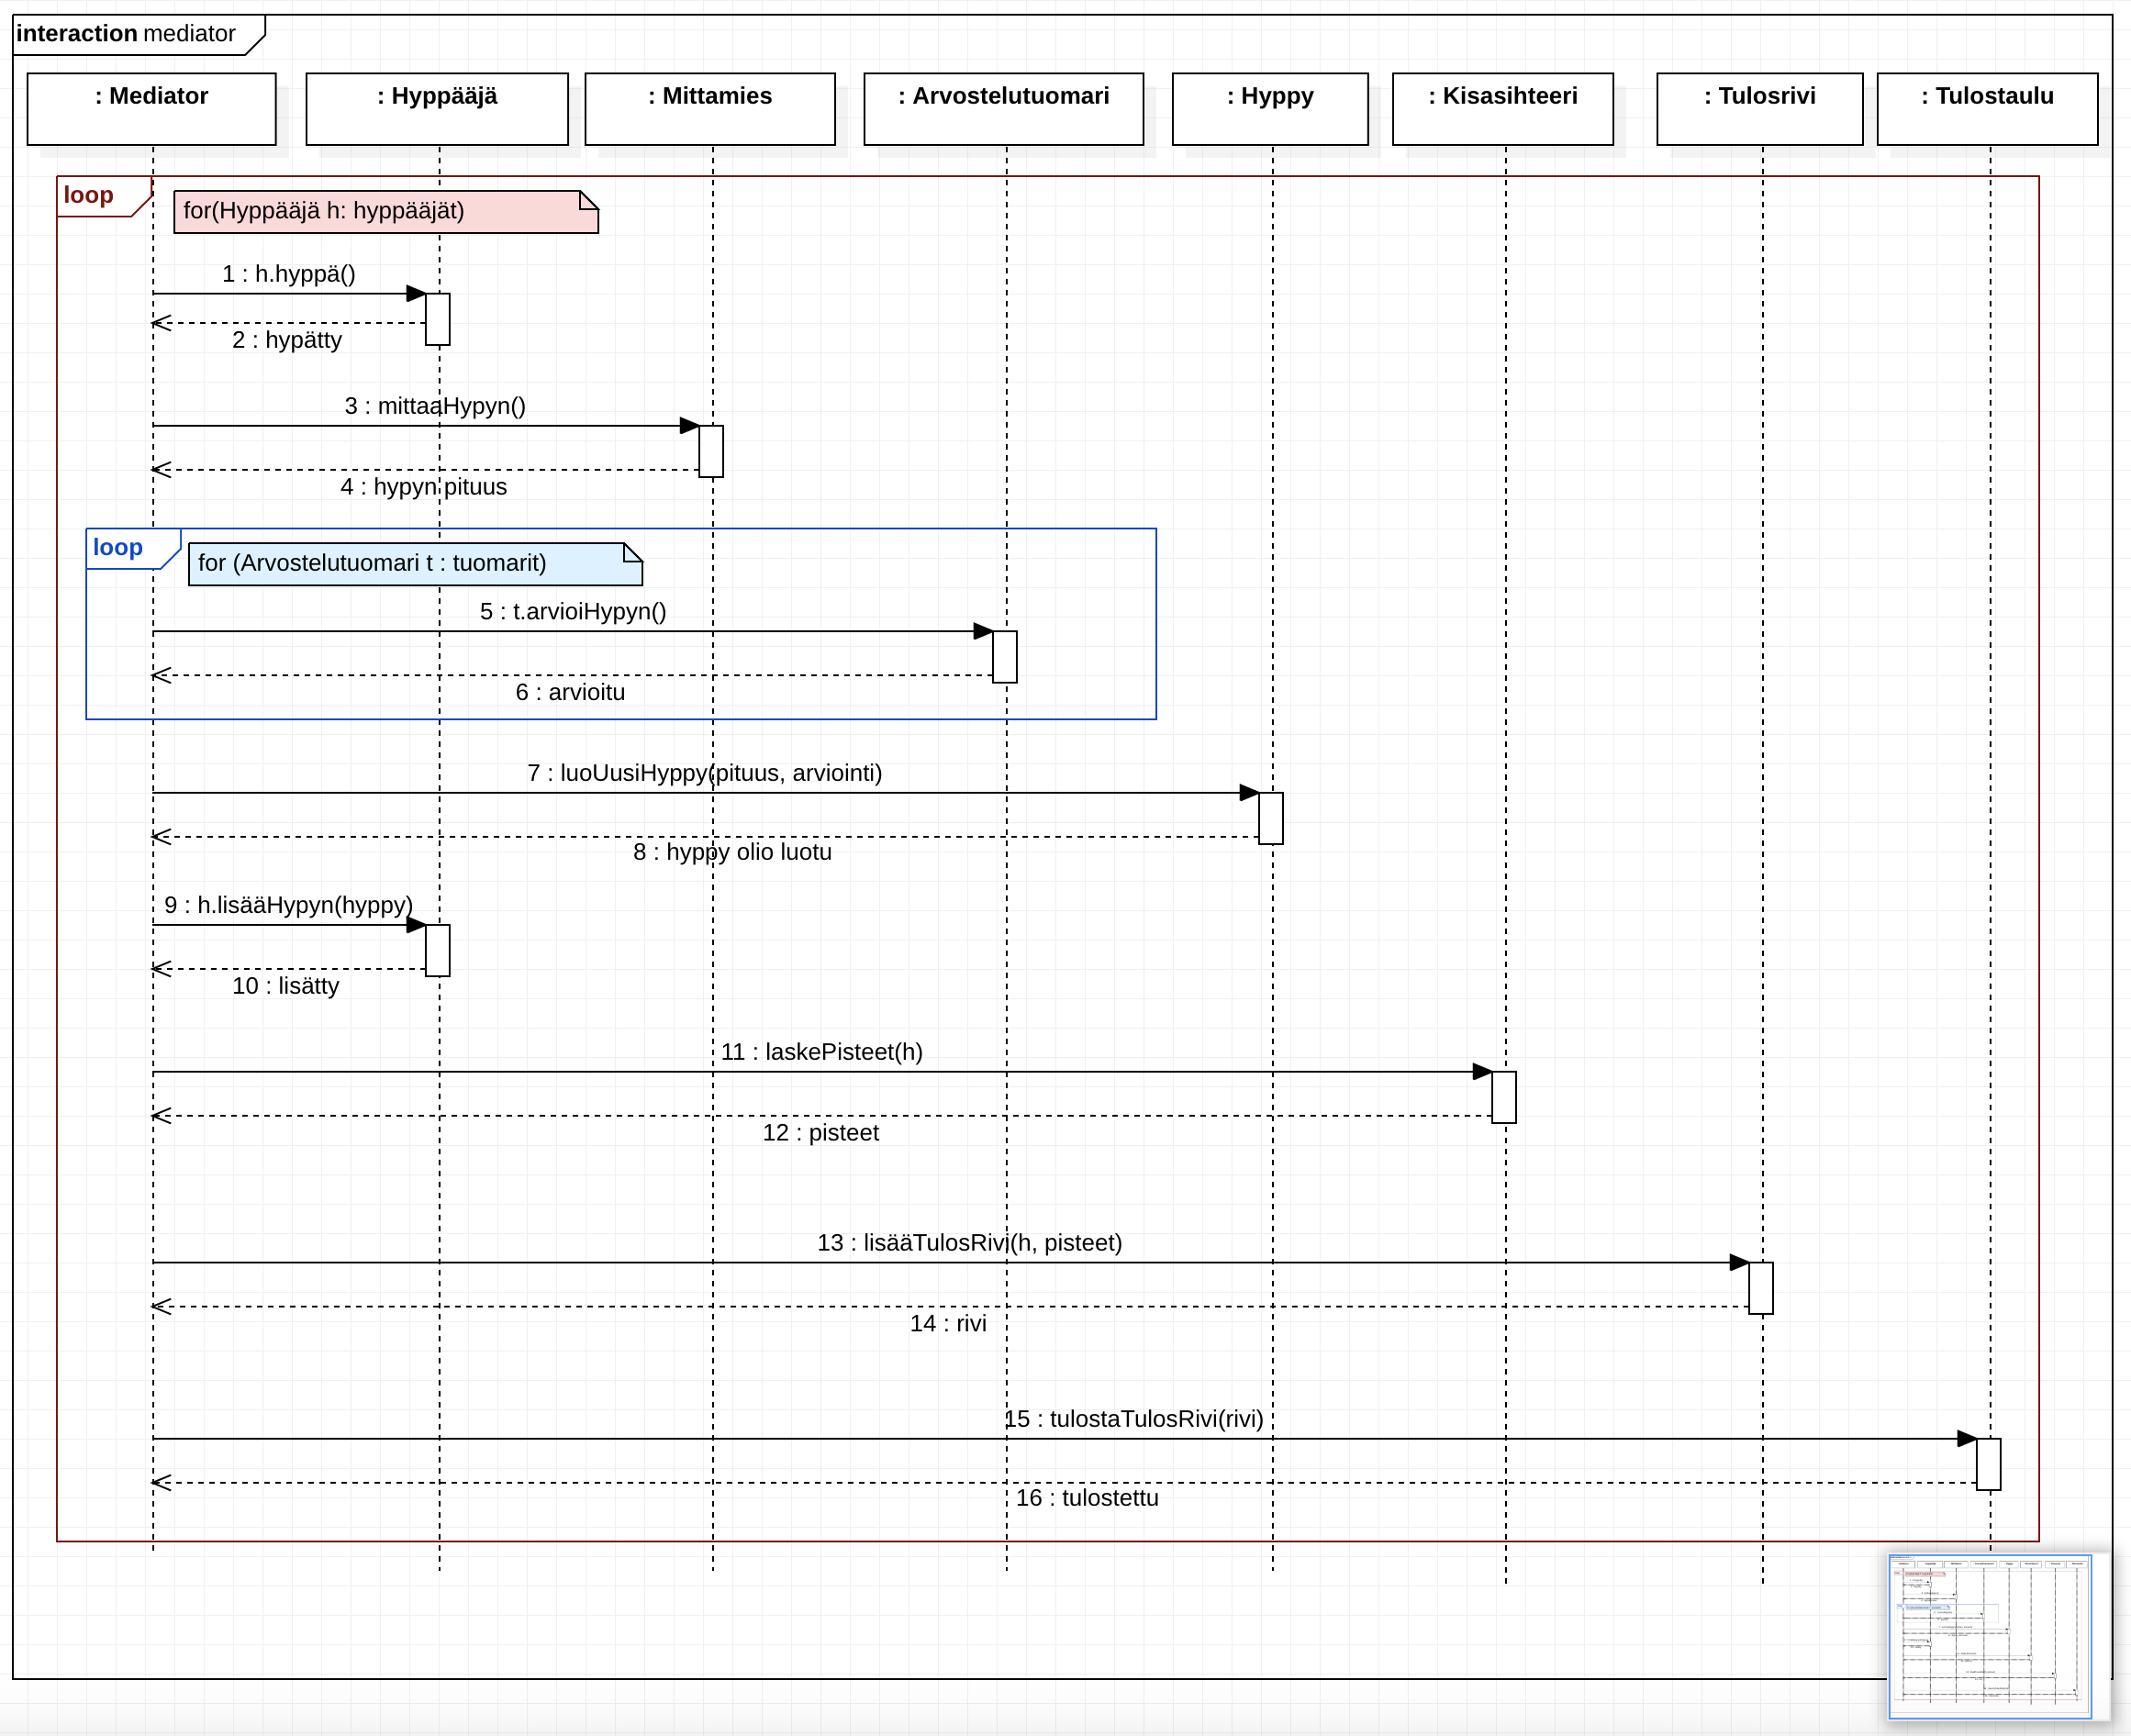 interaction mediator
: Mediator
: Hyppääjä
: Mittamies
: Arvostelutuomari
: Hyppy
: Kisasihteeri
: Tulosrivi
: Tulostaulu
loop
for(Hyppääjä h: hyppääjät)
1 : h.hyppä()
2 : hypätty
3 : mittaaHypyn()
4 : hypyn pituus
loop
for (Arvostelutuomari t : tuomarit)
5 : t.arvioiHypyn()
6 : arvioitu
7 : luoUusiHyppy(pituus, arviointi)
8 : hyppy olio luotu
9 : h.lisääHypyn(hyppy)
10 : lisätty
11 : laskePisteet(h)
12 : pisteet
13 : lisääTulosRivi(h, pisteet)
14 : rivi
15 : tulostaTulosRivi(rivi)
16 : tulostettu